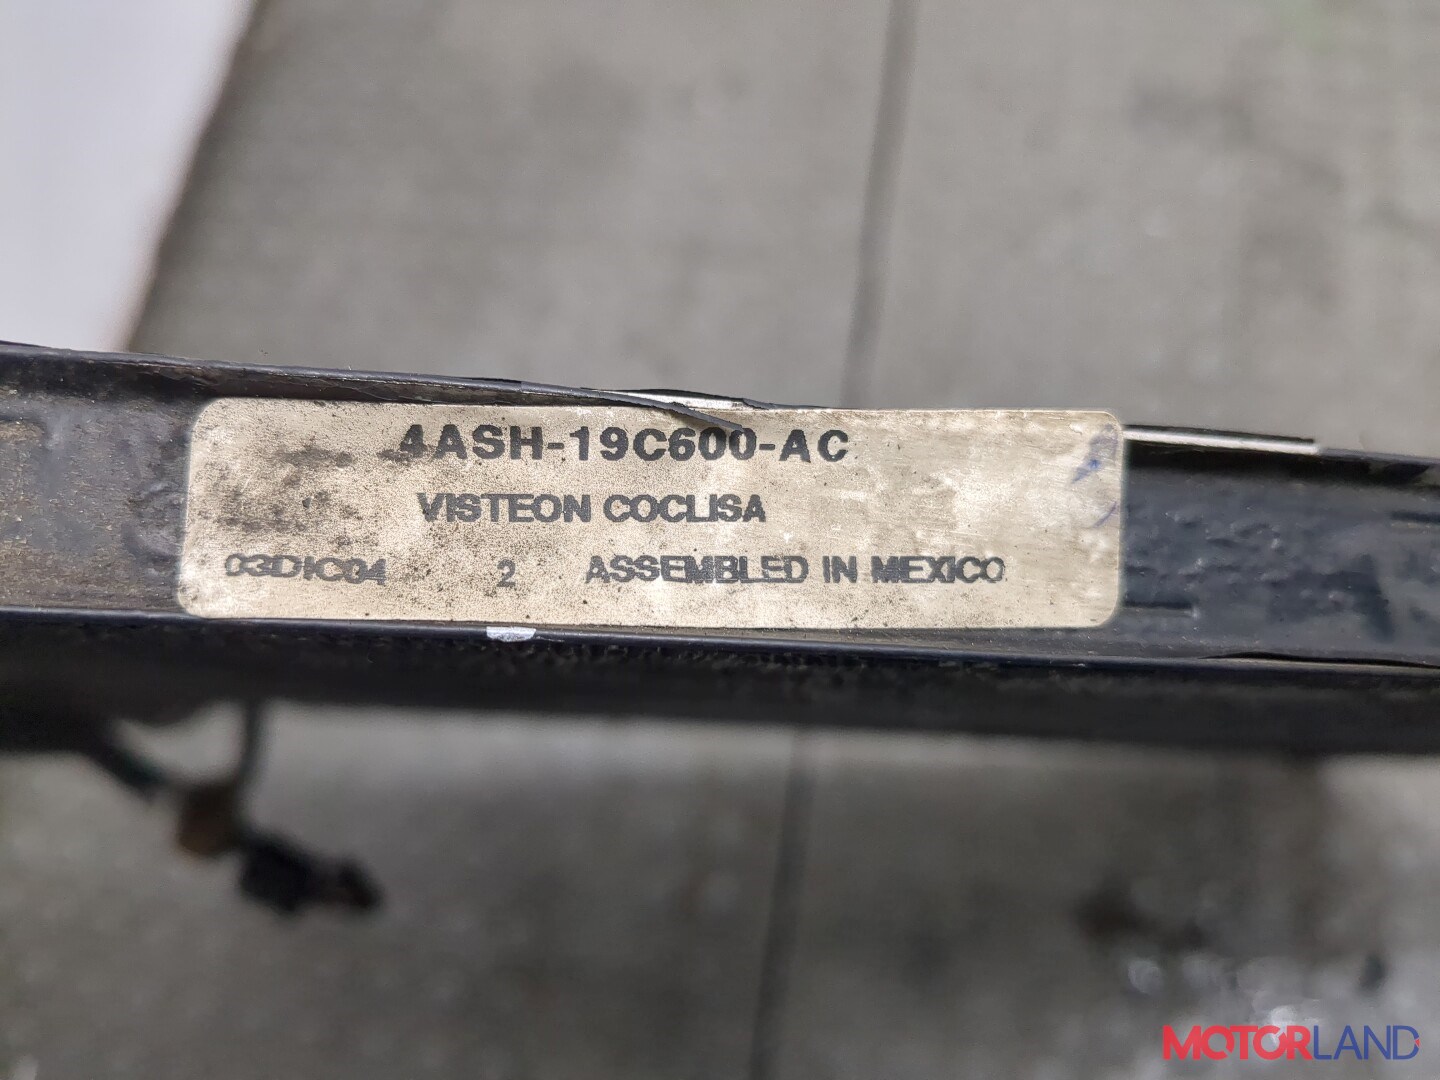 4ASH-19C600-AC
VISTEON COCLISA
03DIC04 2 ASSEMBLED IN MEXICO
MOTORLAND